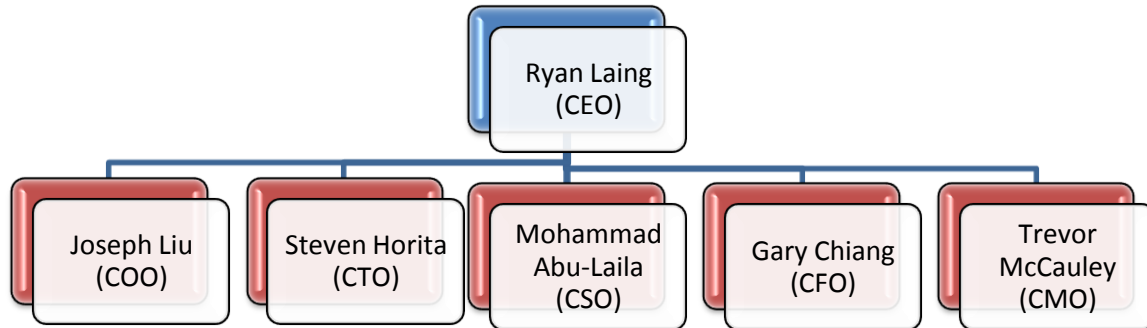 Ryan Laing
(CEO)
Joseph Liu
(COO)
Steven Horita
(CTO)
Mohammad
Abu-Laila
(CSO)
Gary Chiang
(CFO)
Trevor
McCauley
(CMO)